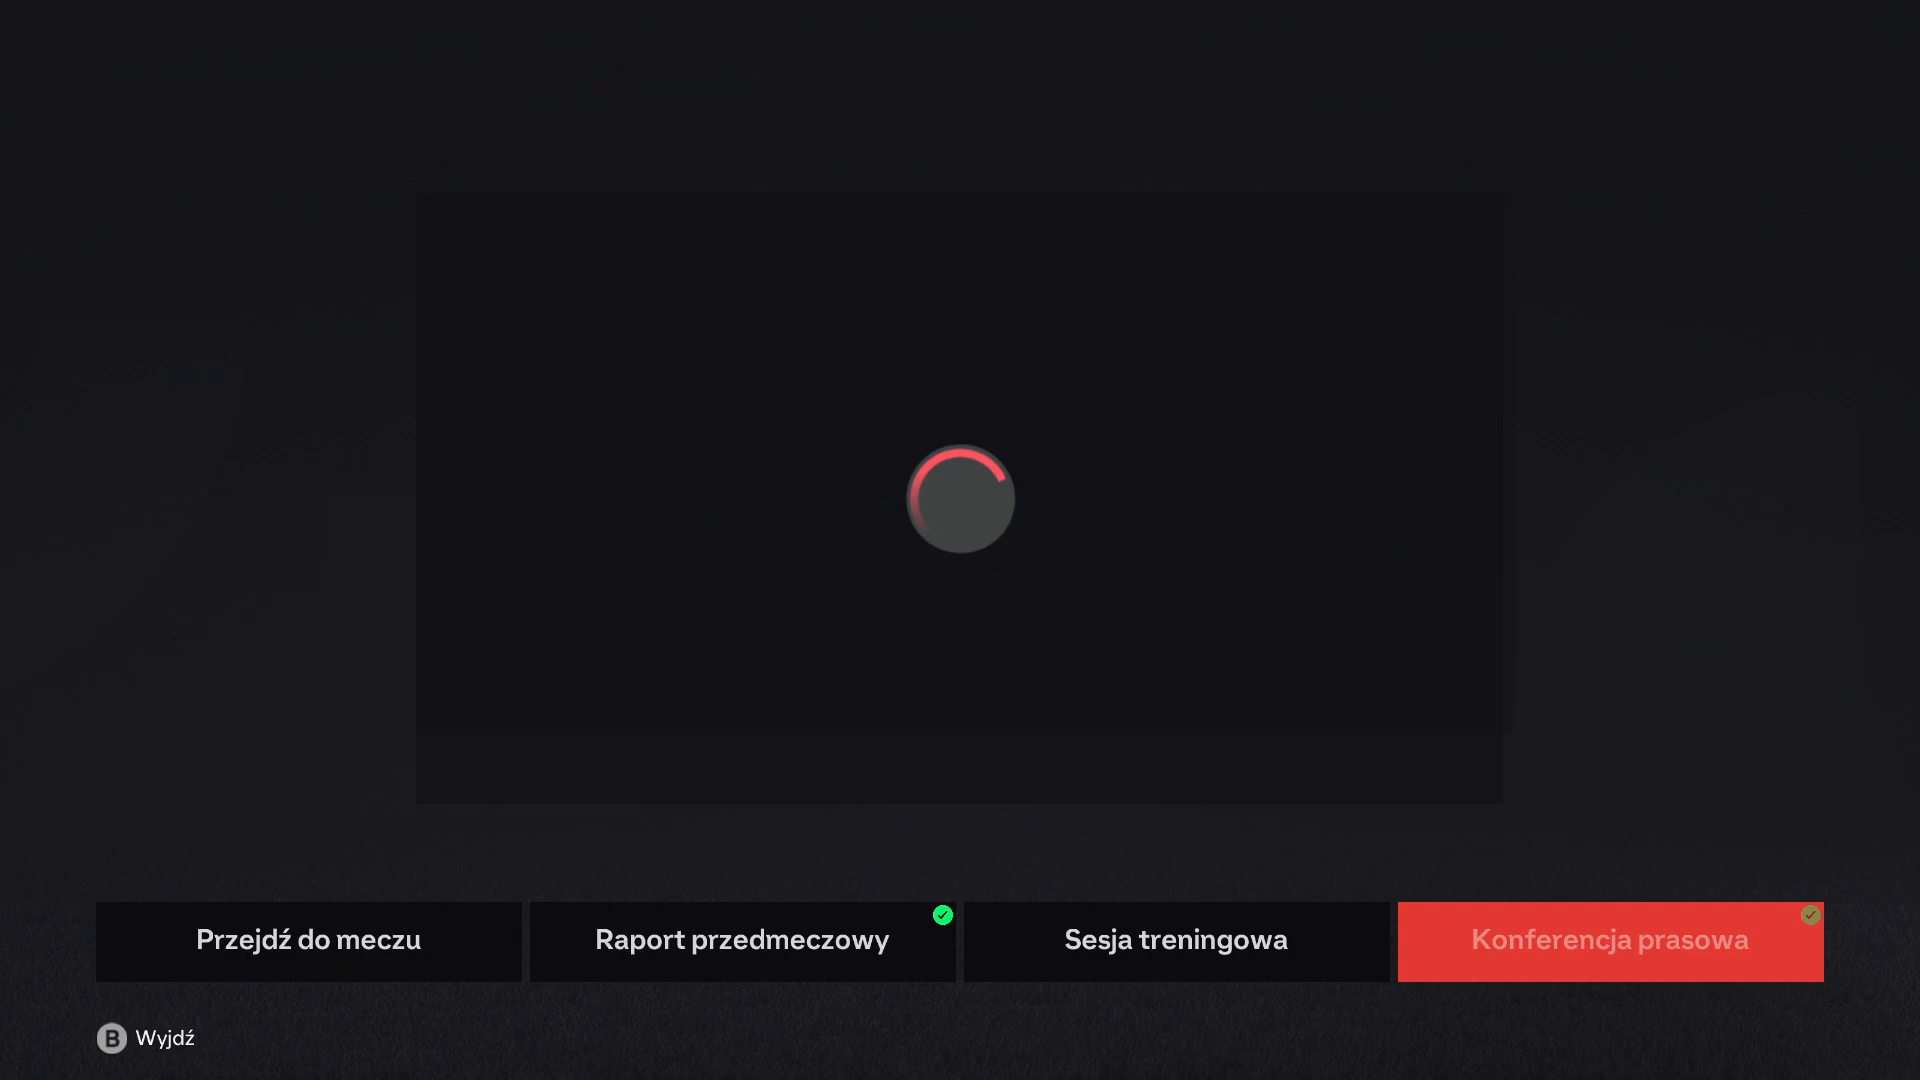 Przejdź do meczu
Raport przedmeczowy
Sesja treningowa
Konferencja prasowa
B Wyjdź